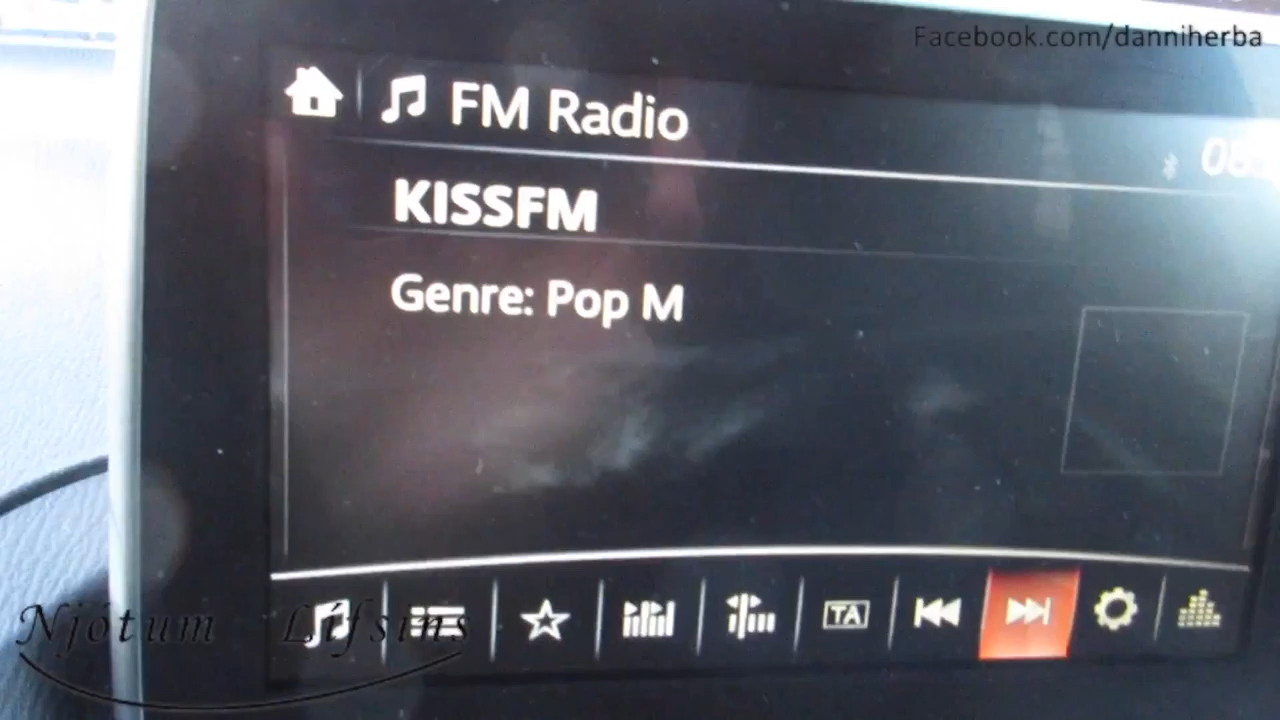 Facebook.com/danniherba
FM Radio
KISSFM
Genre: Pop M
TA
Njótum Lífsins